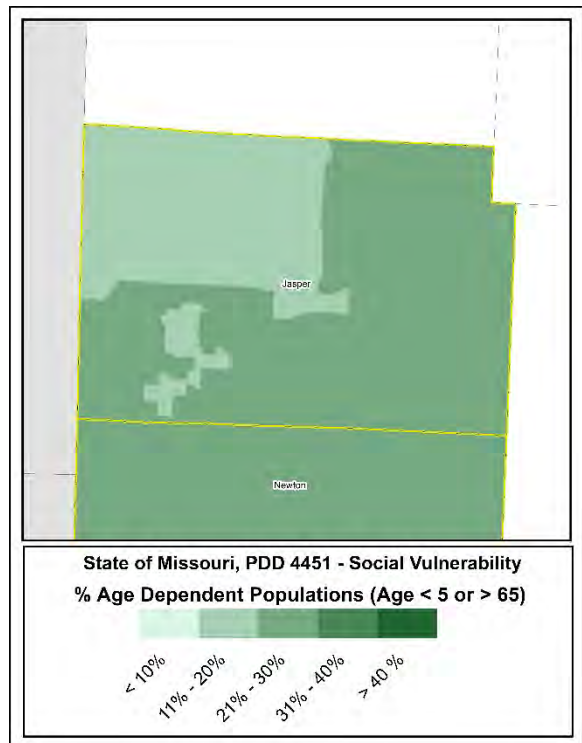 Jasper
Newton
State of Missouri, PDD 4451 - Social Vulnerability
% Age Dependent Populations (Age < 5 or > 65)
< 10%
11% - 20%
21% - 30%
31% - 40%
> 40 %